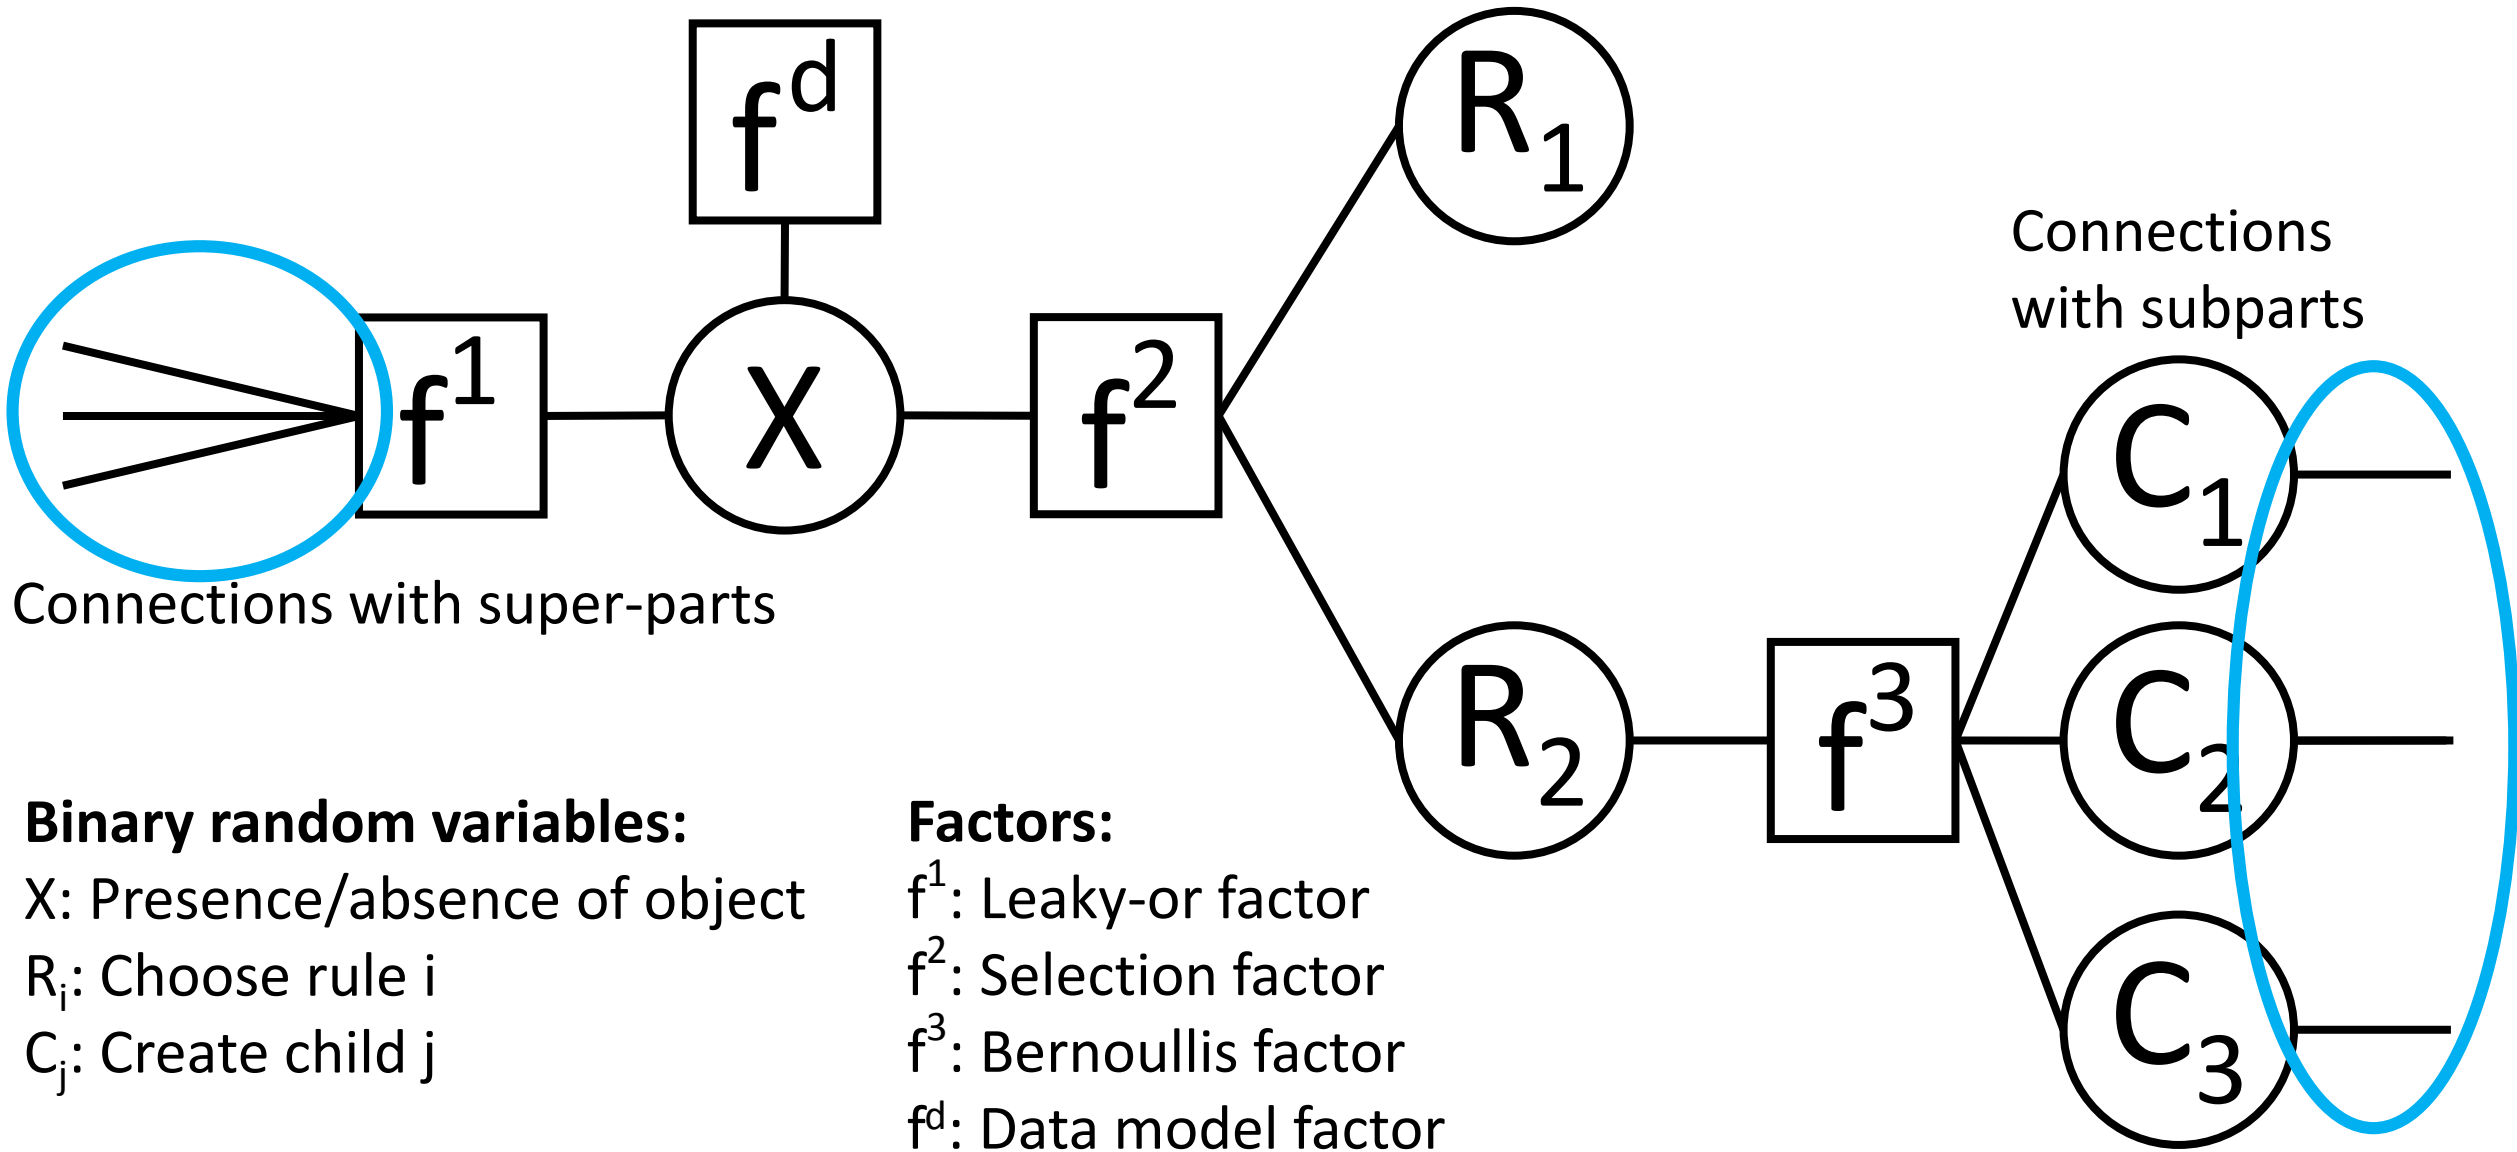 f^d
R_1
Connections
with subparts
f^1
X
f^2
C_1
Connections with super-parts
R_2
f^3
C_2
C_3
Binary random variables:
X: Presence/absence of object
R_i: Choose rule i
C_j: Create child j
Factors:
f^1: Leaky-or factor
f^2: Selection factor
f^3: Bernoullis factor
f^d: Data model factor